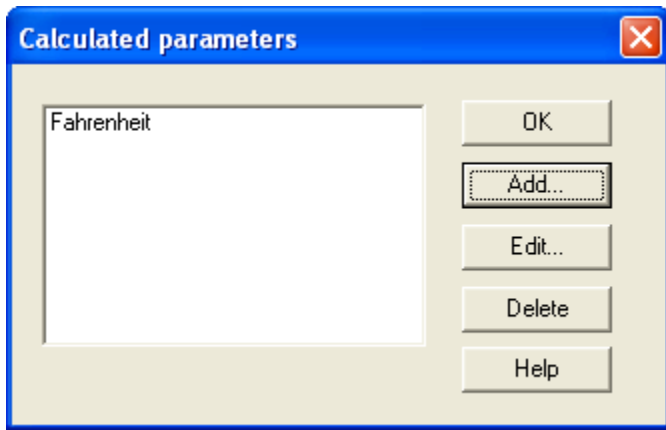 Calculated parameters
Fahrenheit
OK
Add...
Edit...
Delete
Help